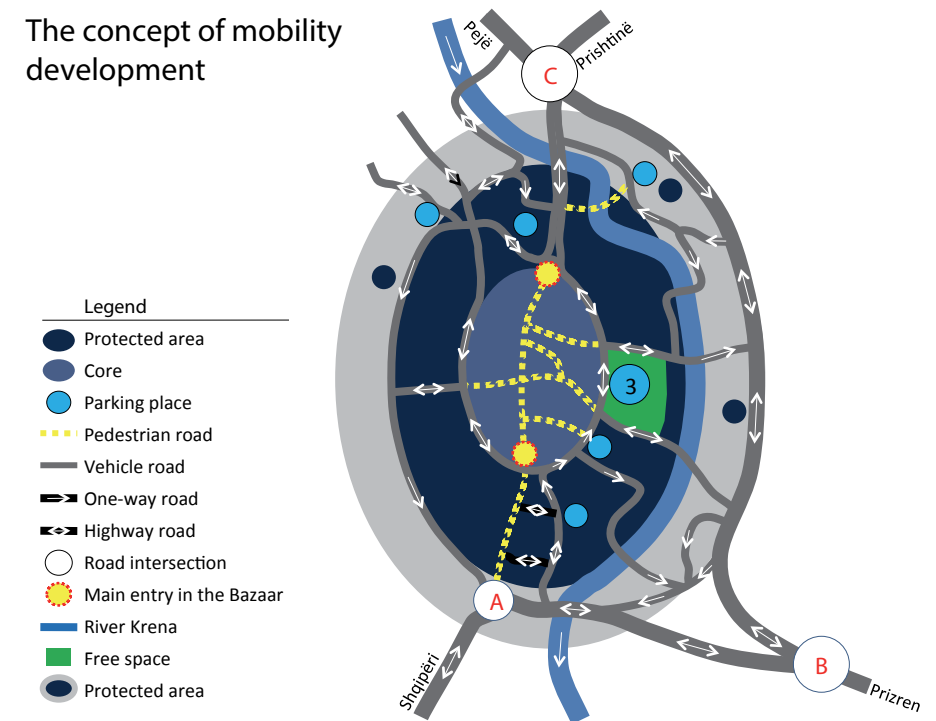 The concept of mobility
development
Pejë
Prishtinë
C
3
A
B
Shqipëri
Prizren
Legend
Protected area
Core
Parking place
Pedestrian road
Vehicle road
One-way road
Highway road
Road intersection
Main entry in the Bazaar
River Krena
Free space
Protected area